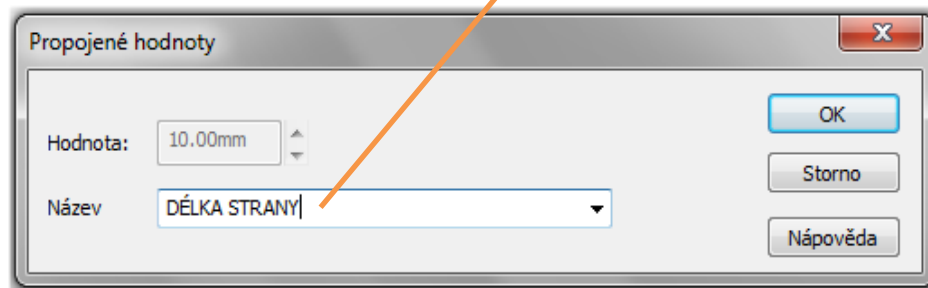 Propojené hodnoty
OK
Hodnota: 10.00mm
Storno
Název DÉLKA STRANY
Nápověda